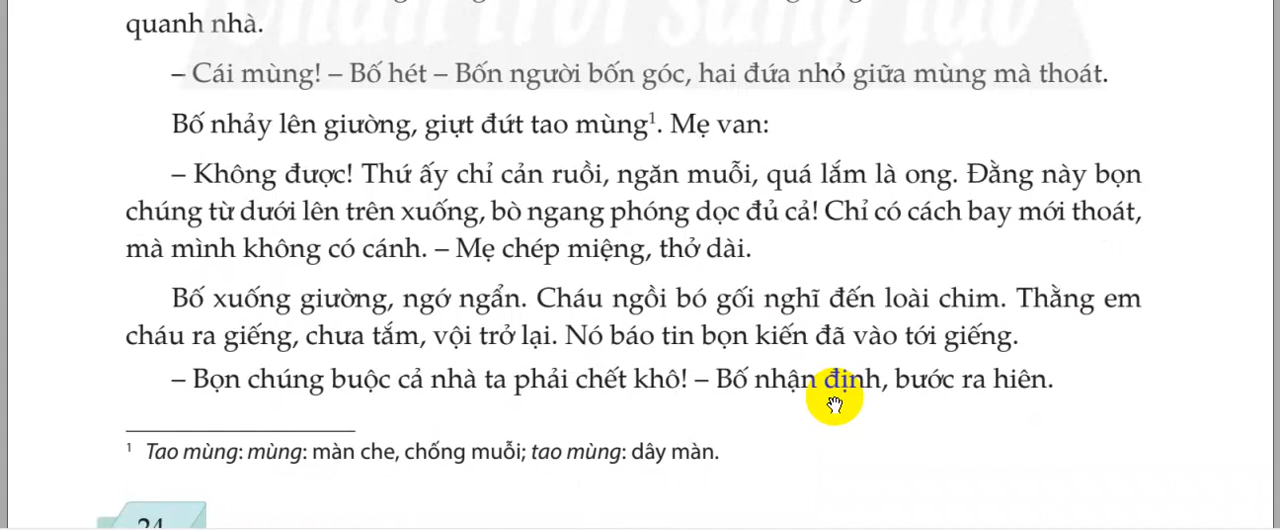 quanh nhà.
– Cái mùng! – Bố hét – Bốn người bốn góc, hai đứa nhỏ giữa mùng mà thoát.
Bố nhảy lên giường, giựt đứt tao mùng¹. Mẹ van:
– Không được! Thứ ấy chỉ cản ruồi, ngăn muỗi, quá lắm là ong. Đằng này bọn
chúng từ dưới lên trên xuống, bò ngang phóng dọc đủ cả! Chỉ có cách bay mới thoát,
mà mình không có cánh. – Mẹ chép miệng, thở dài.
Bố xuống giường, ngớ ngẩn. Cháu ngồi bó gối nghĩ đến loài chim. Thằng em
cháu ra giếng, chưa tắm, vội trở lại. Nó báo tin bọn kiến đã vào tới giếng.
– Bọn chúng buộc cả nhà ta phải chết khô! – Bố nhận định, bước ra hiên.
¹ Tao mùng: mùng: màn che, chống muỗi; tao mùng: dây màn.
24